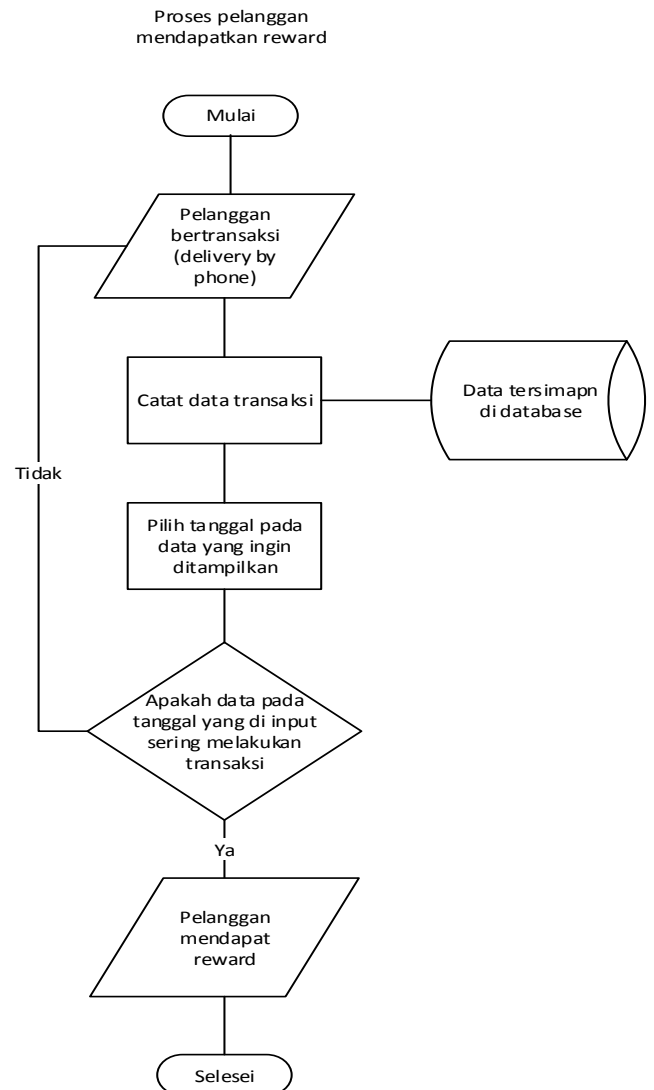 Proses pelanggan
mendapatkan reward
Mulai
Pelanggan
bertransaksi
(delivery by
phone)
Catat data transaksi
Data tersimapn
di database
Tidak
Pilih tanggal pada
data yang ingin
ditampilkan
Apakah data pada
tanggal yang di input
sering melakukan
transaksi
Ya
Pelanggan
mendapat
reward
Selesei